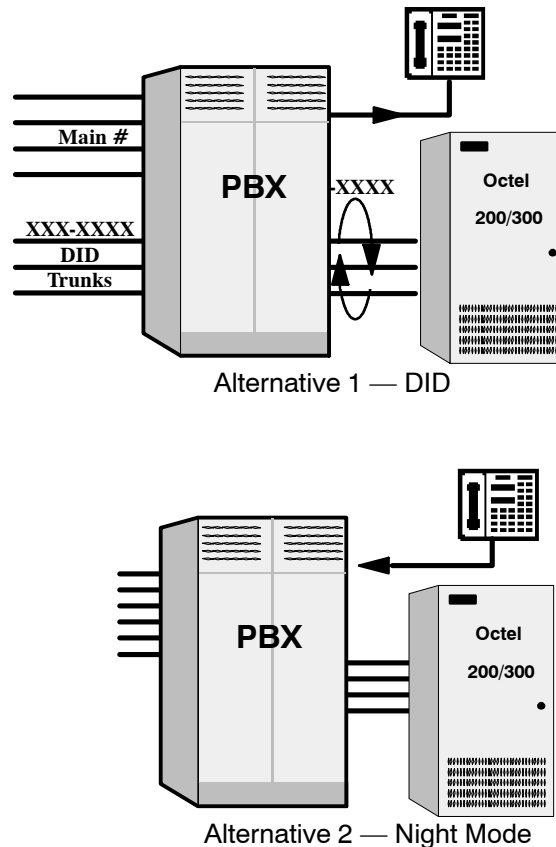 Main #
PBX
-XXXX
Octel
200/300
XXX-XXXX
DID
Trunks
Alternative 1 — DID
PBX
Octel
200/300
Alternative 2 — Night Mode